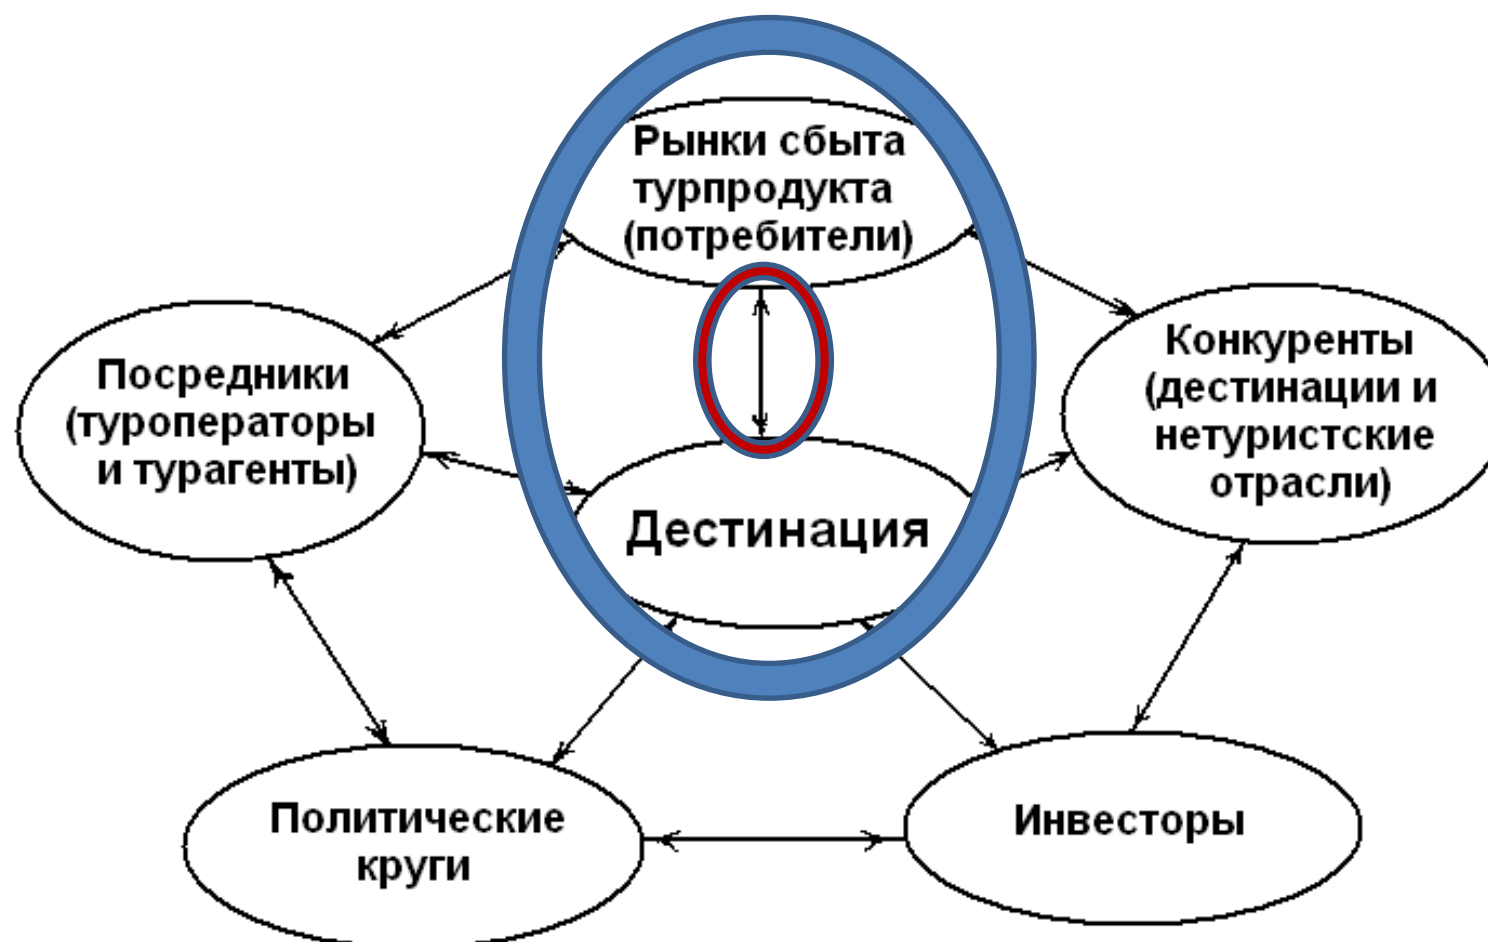 Рынки сбыта
турпродукта
(потребители)
Посредники
(туроператоры
и турагенты)
Конкуренты
(дестинации и
нетуристские
отрасли)
Дестинация
Политические
круги
Инвесторы